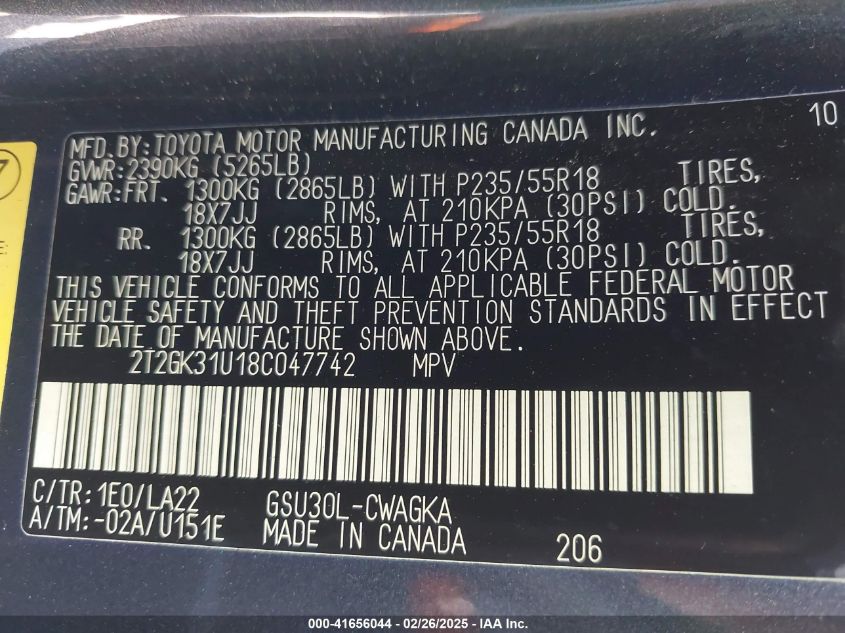 10
MFD. BY: TOYOTA MOTOR MANUFACTURING CANADA INC.
GVWR: 2390KG (5265LB)
GAWR: FRT. 1300KG (2865LB) WITH P235/55R18 TIRES,
18X7JJ RIMS, AT 210KPA (30PSI) COLD.
RR. 1300KG (2865LB) WITH P235/55R18 TIRES,
18X7JJ RIMS, AT 210KPA (30PSI) COLD.
THIS VEHICLE CONFORMS TO ALL APPLICABLE FEDERAL MOTOR
VEHICLE SAFETY AND THEFT PREVENTION STANDARDS IN EFFECT
THE DATE OF MANUFACTURE SHOWN ABOVE.
2T2GK31U18C047742 MPV
C/TR: 1E0/LA22 GSU30L-CWAGKA
A/TM: -02A/U151E MADE IN CANADA 206
000-41656044 / 02/26/2025 - IAA Inc.